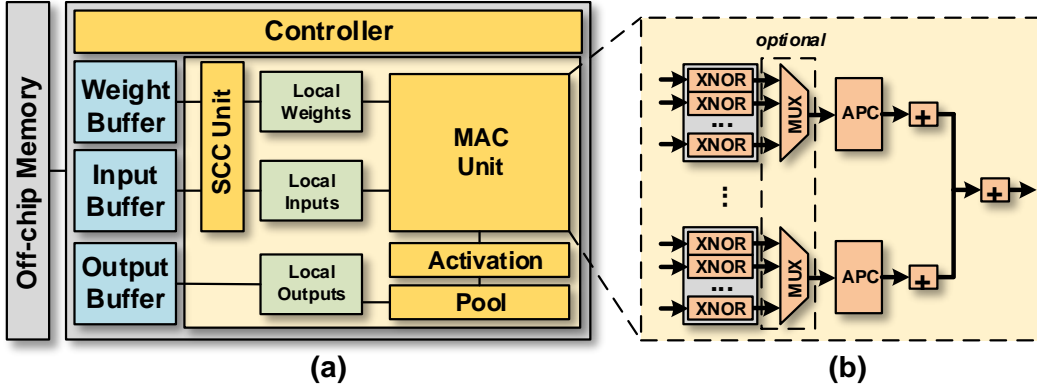 Off-chip Memory
Controller
Weight
Buffer
Input
Buffer
Output
Buffer
SCC Unit
Local
Weights
Local
Inputs
Local
Outputs
MAC
Unit
Activation
Pool
(a)
optional
XNOR
XNOR
...
XNOR
MUX
APC
+
...
+
XNOR
XNOR
...
XNOR
MUX
APC
+
(b)